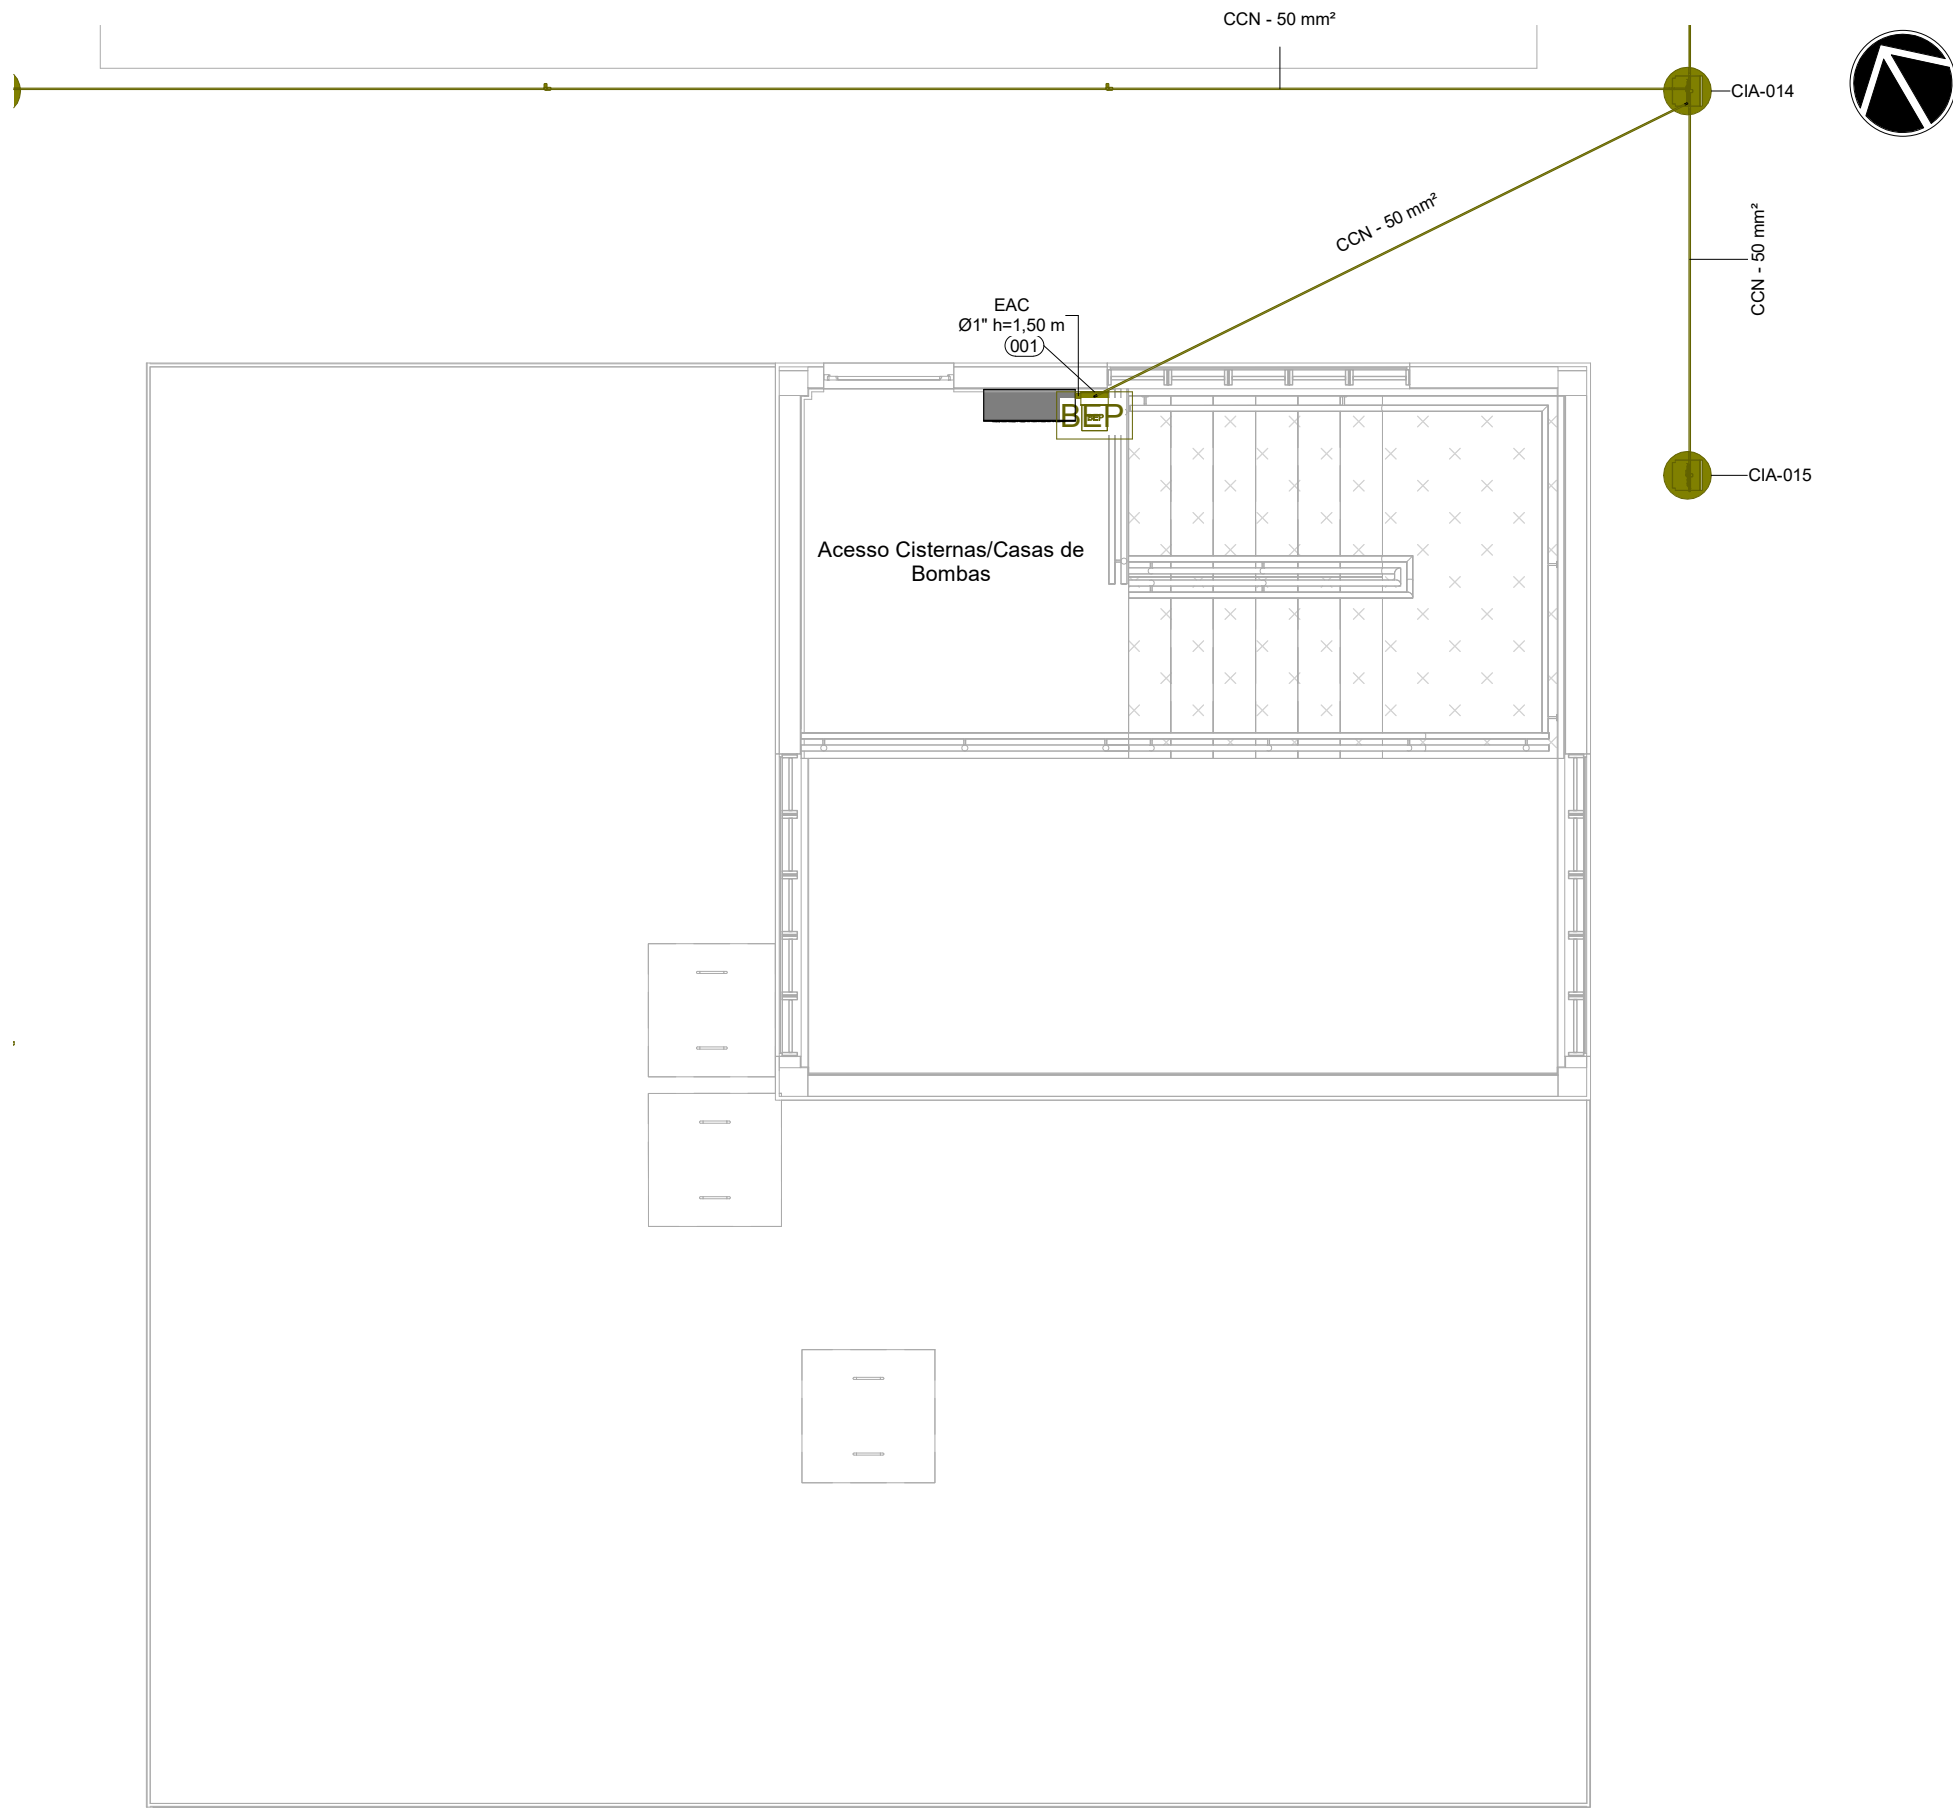 CCN - 50 mm²
CIA-014
CCN - 50 mm²
CCN - 50 mm²
EAC
Ø1" h=1,50 m
001
BEP
BEP
CIA-015
Acesso Cisternas/Casas de
Bombas